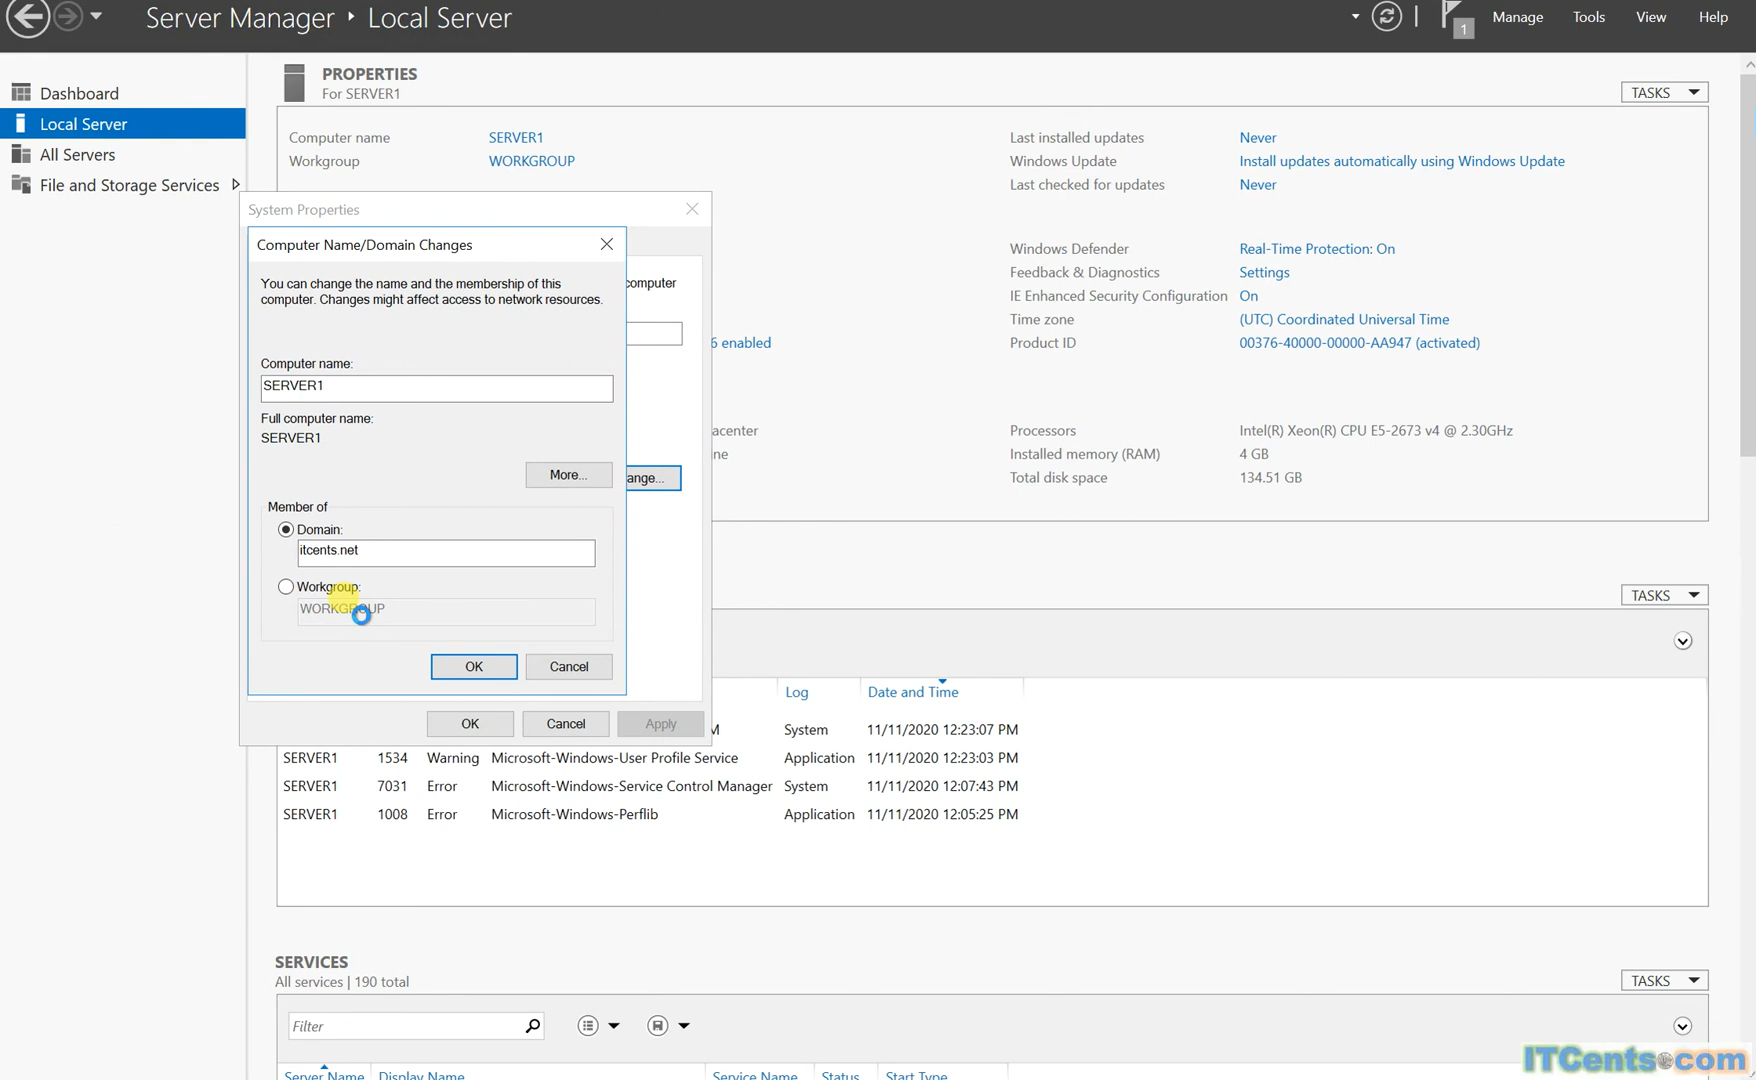 Server Manager ‣ Local Server
1
Manage
Tools
View
Help
Dashboard
Local Server
All Servers
File and Storage Services
PROPERTIES
For SERVER1
TASKS
Computer name
SERVER1
Workgroup
WORKGROUP
Last installed updates
Never
Windows Update
Install updates automatically using Windows Update
Last checked for updates
Never
Windows Defender
Real-Time Protection: On
Feedback & Diagnostics
Settings
IE Enhanced Security Configuration
On
Time zone
(UTC) Coordinated Universal Time
6 enabled
Product ID
00376-40000-00000-AA947 (activated)
acenter
ne
Processors
Intel(R) Xeon(R) CPU E5-2673 v4 @ 2.30GHz
Installed memory (RAM)
4 GB
Total disk space
134.51 GB
System Properties
computer
ange...
OK
Cancel
Apply
Computer Name/Domain Changes
You can change the name and the membership of this
computer. Changes might affect access to network resources.
Computer name:
SERVER1
Full computer name:
SERVER1
More...
Member of
Domain:
itcents.net
Workgroup:
WORKGROUP
OK
Cancel
TASKS
Log
Date and Time
M System 11/11/2020 12:23:07 PM
SERVER1 1534 Warning Microsoft-Windows-User Profile Service Application 11/11/2020 12:23:03 PM
SERVER1 7031 Error Microsoft-Windows-Service Control Manager System 11/11/2020 12:07:43 PM
SERVER1 1008 Error Microsoft-Windows-Perflib Application 11/11/2020 12:05:25 PM
SERVICES
All services | 190 total
TASKS
Filter
Server Name Display Name Service Name Status Start Type
ITCents.com